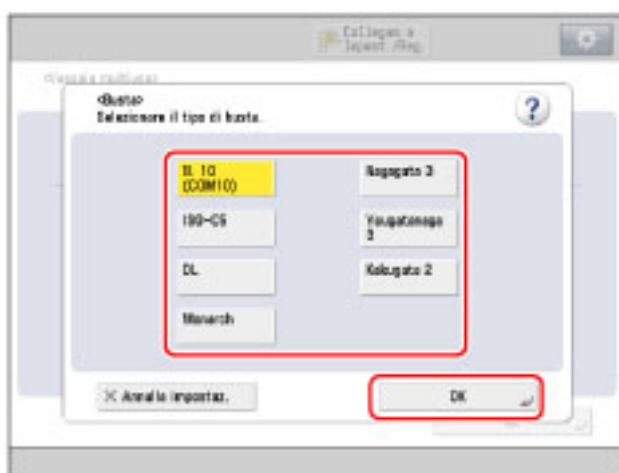 Collegam a
Impost./Reg.
<Busta>
Selezionare il tipo di busta.
?
N. 10
(COM10)
Nagagata 3
ISO-C5
Yougatanaga
3
DL
Kakugata 2
Monarch
Annulla impostaz.
OK